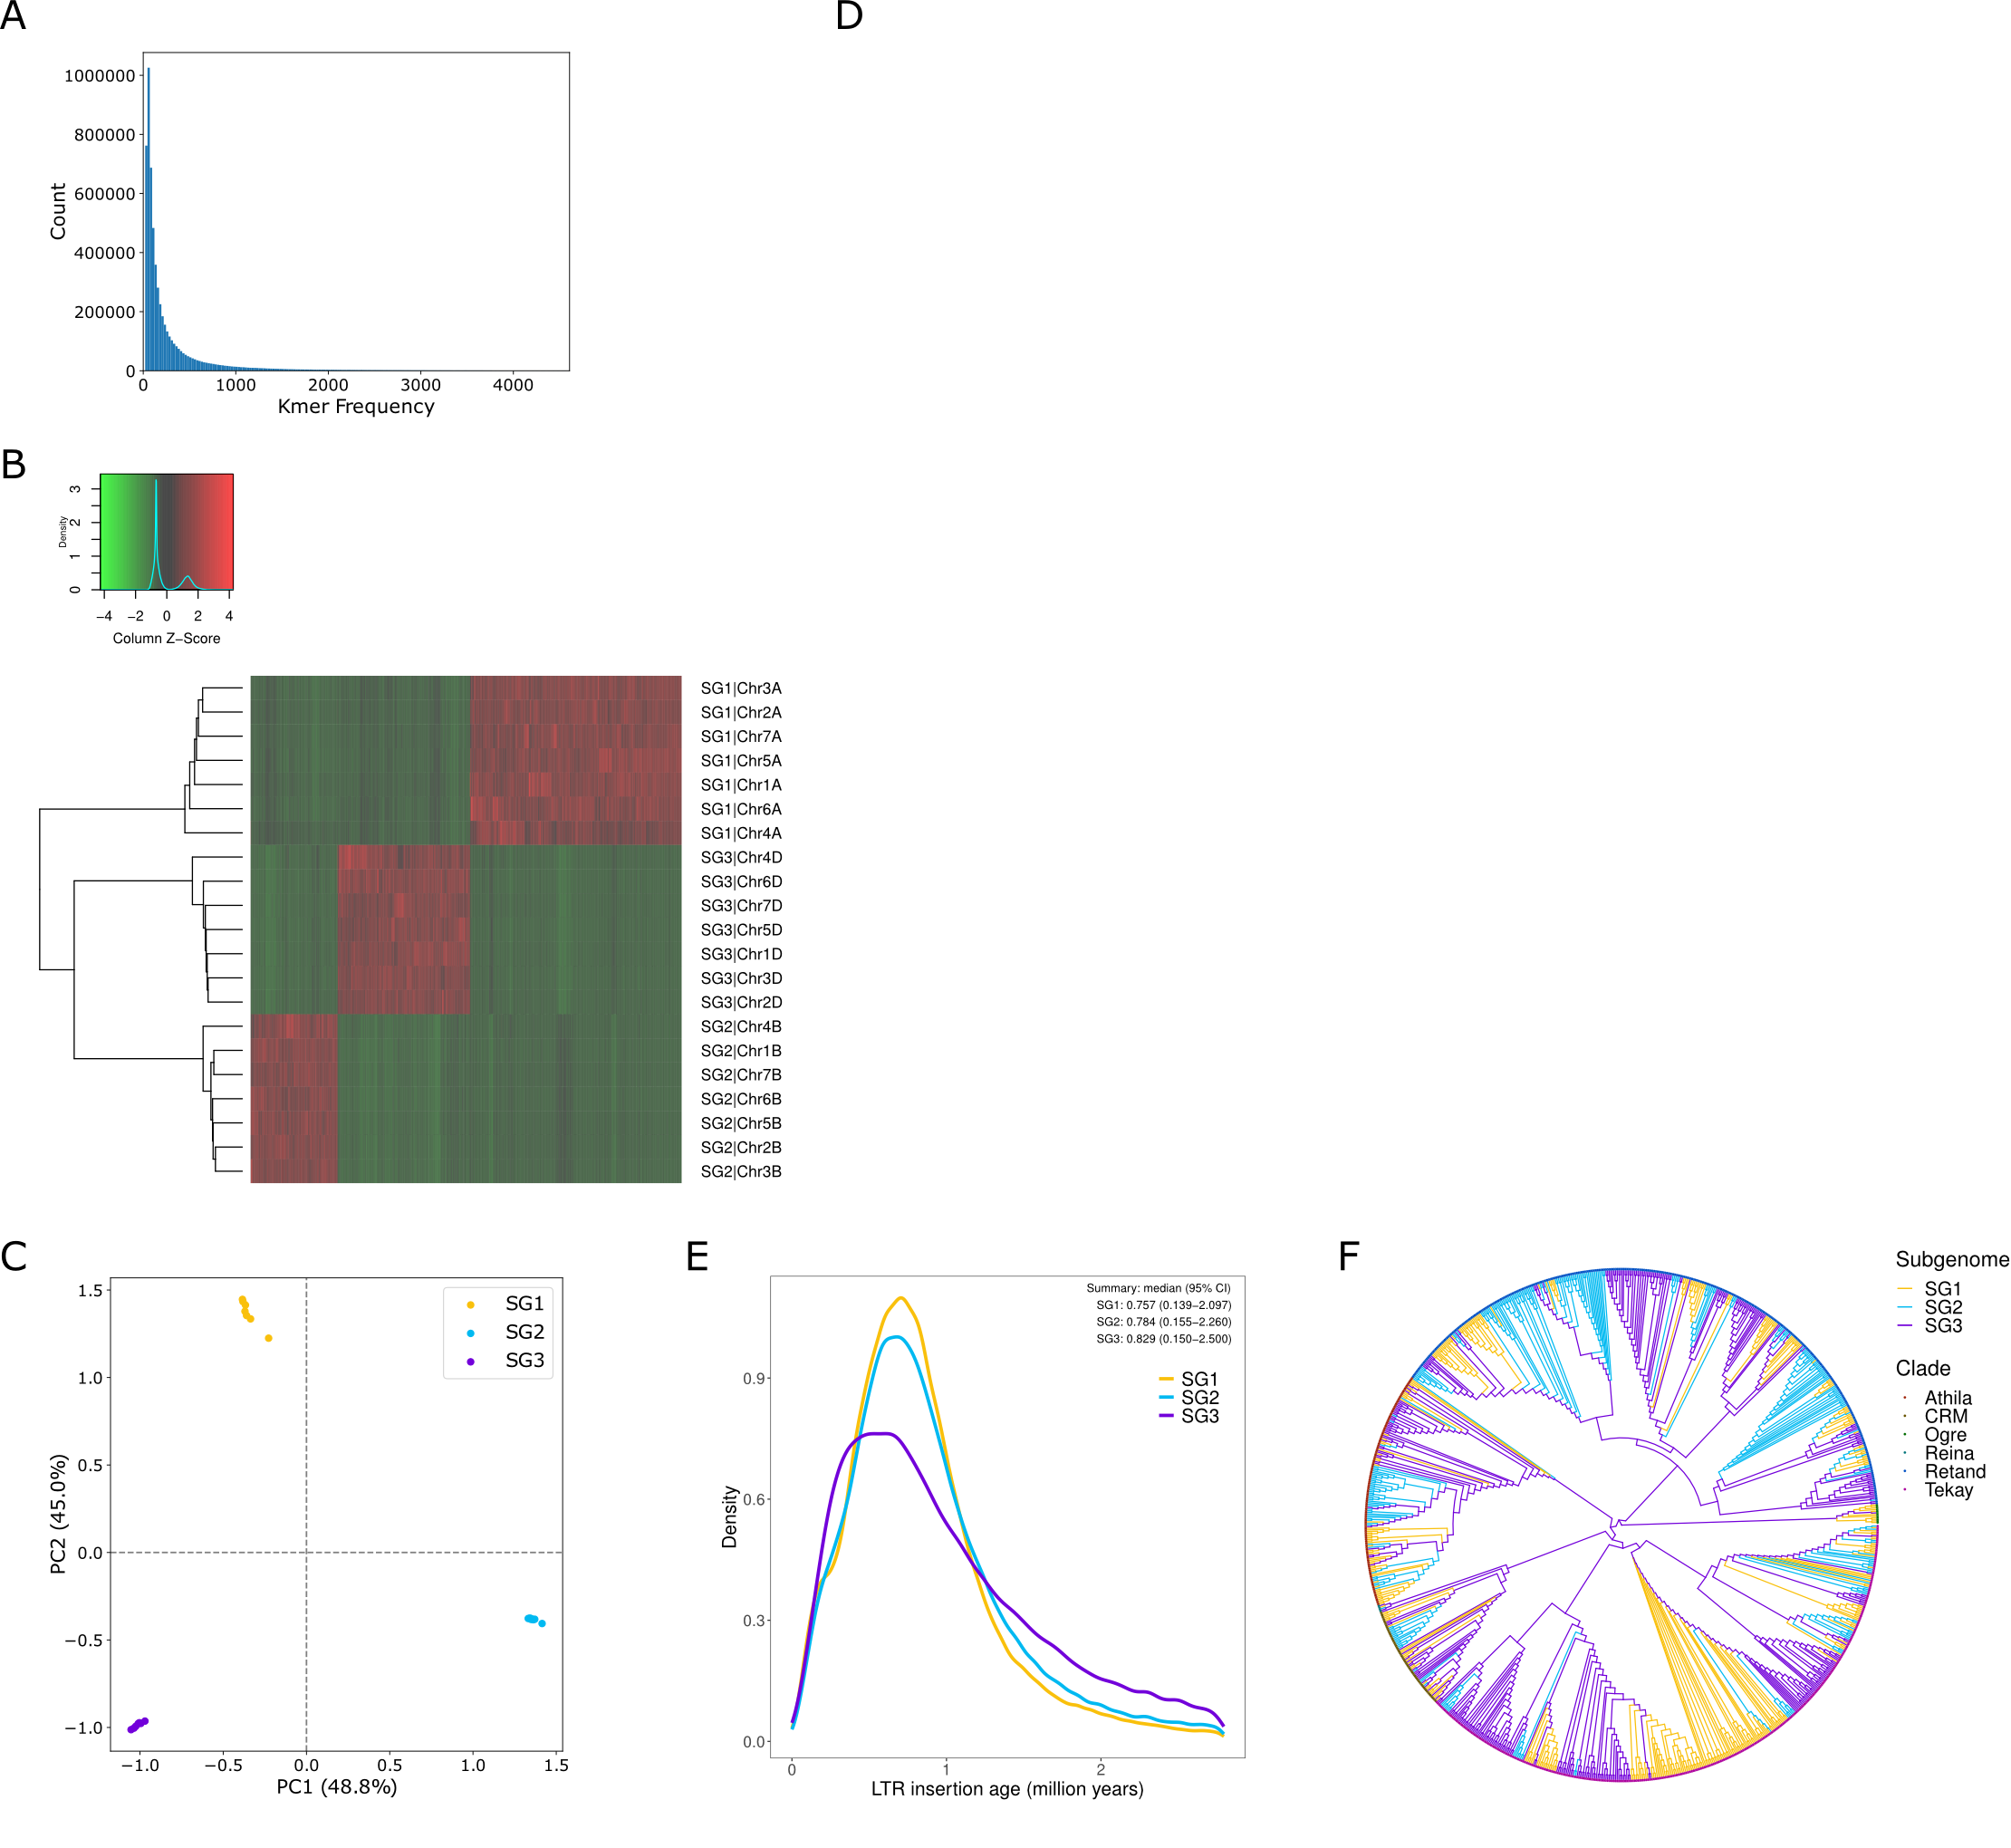 A
D
1000000
800000
600000
400000
200000
0
Count
0 1000 2000 3000 4000
Kmer Frequency
B
3
2
1
0
Density
−4 −2 0 2 4
Column Z−Score
SG1|Chr3A
SG1|Chr2A
SG1|Chr7A
SG1|Chr5A
SG1|Chr1A
SG1|Chr6A
SG1|Chr4A
SG3|Chr4D
SG3|Chr6D
SG3|Chr7D
SG3|Chr5D
SG3|Chr1D
SG3|Chr3D
SG3|Chr2D
SG2|Chr4B
SG2|Chr1B
SG2|Chr7B
SG2|Chr6B
SG2|Chr5B
SG2|Chr2B
SG2|Chr3B
C
1.5
1.0
0.5
0.0
−0.5
−1.0
PC2 (45.0%)
SG1
SG2
SG3
−1.0 −0.5 0.0 0.5 1.0 1.5
PC1 (48.8%)
E
Summary: median (95% CI)
SG1: 0.757 (0.139−2.097)
SG2: 0.784 (0.155−2.260)
SG3: 0.829 (0.150−2.500)
SG1
SG2
SG3
0.9
0.6
0.3
0.0
Density
0 1 2
LTR insertion age (million years)
F
Subgenome
SG1
SG2
SG3
Clade
Athila
CRM
Ogre
Reina
Retand
Tekay